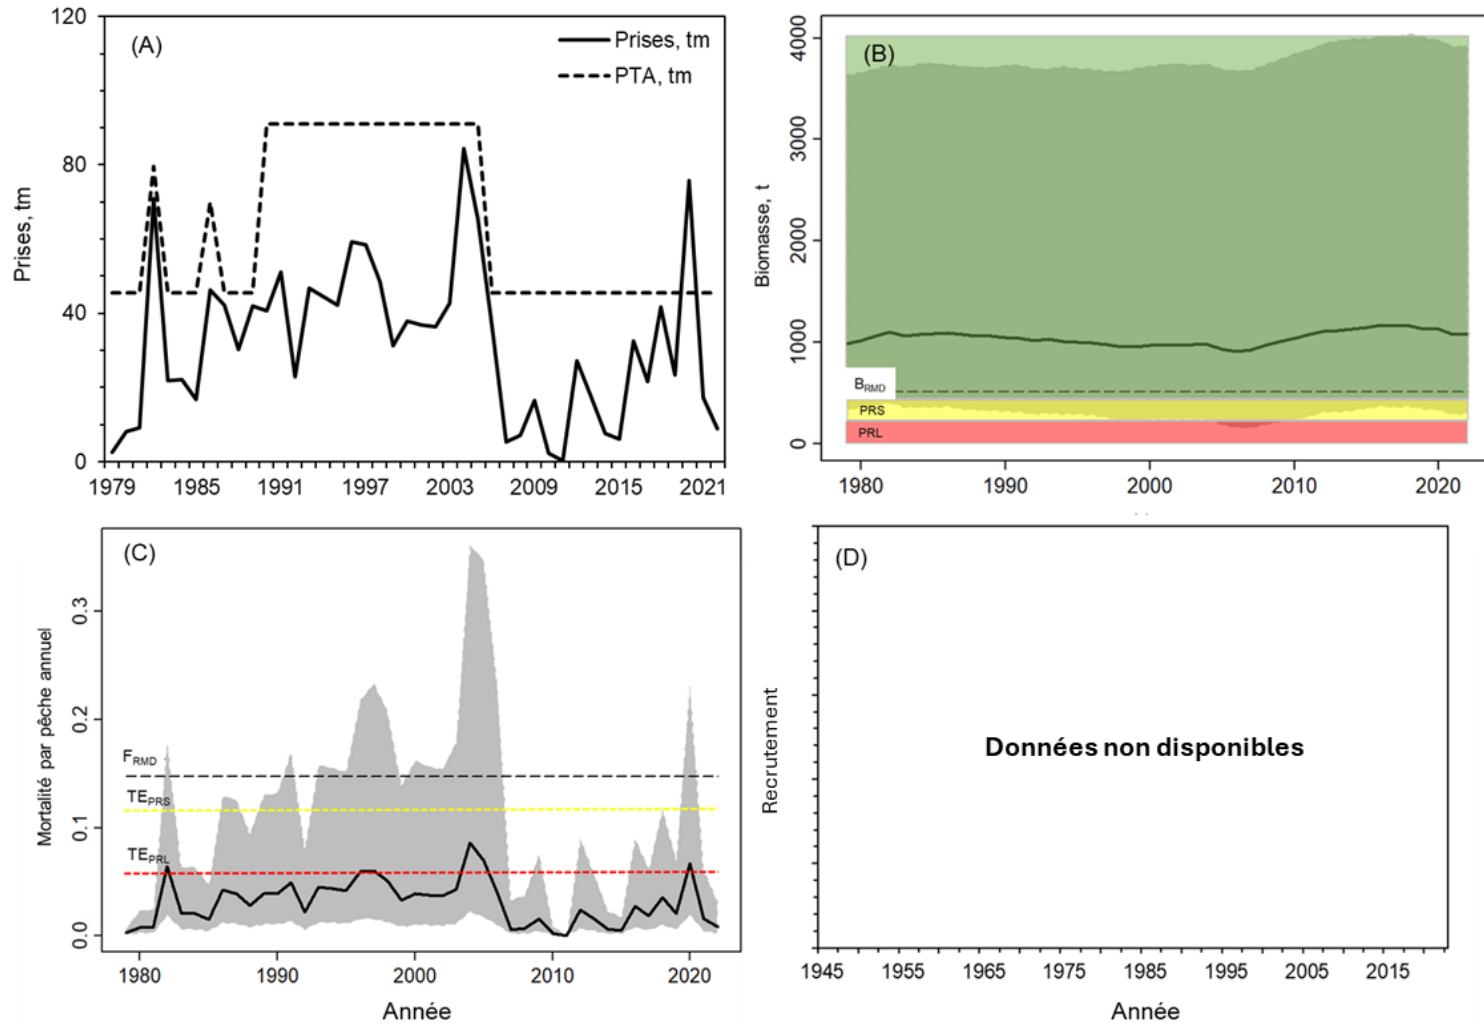 (A)
Prises, tm
PTA, tm
Prises, tm
120
80
40
0
1979 1985 1991 1997 2003 2009 2015 2021
(B)
Biomasse, t
4000
3000
2000
1000
0
BRMD
PRS
PRL
1980 1990 2000 2010 2020
(C)
Mortalité par pêche annuel
0.3
0.2
0.1
0.0
FRMD
TEPRS
TEPRL
1980 1990 2000 2010 2020
Année
(D)
Recrutement
Données non disponibles
1945 1955 1965 1975 1985 1995 2005 2015
Année